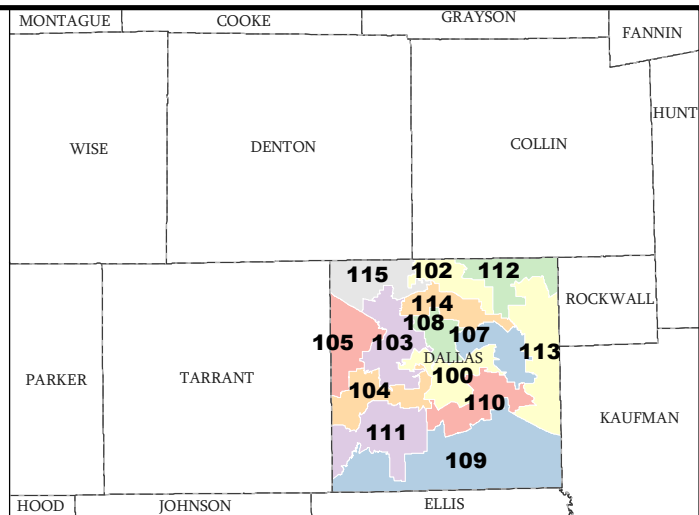 MONTAGUE
COOKE
GRAYSON
FANNIN
HUNT
WISE
DENTON
COLLIN
115
102
112
114
ROCKWALL
108
105
103
107
113
DALLAS
PARKER
TARRANT
100
104
110
KAUFMAN
111
109
HOOD
JOHNSON
ELLIS